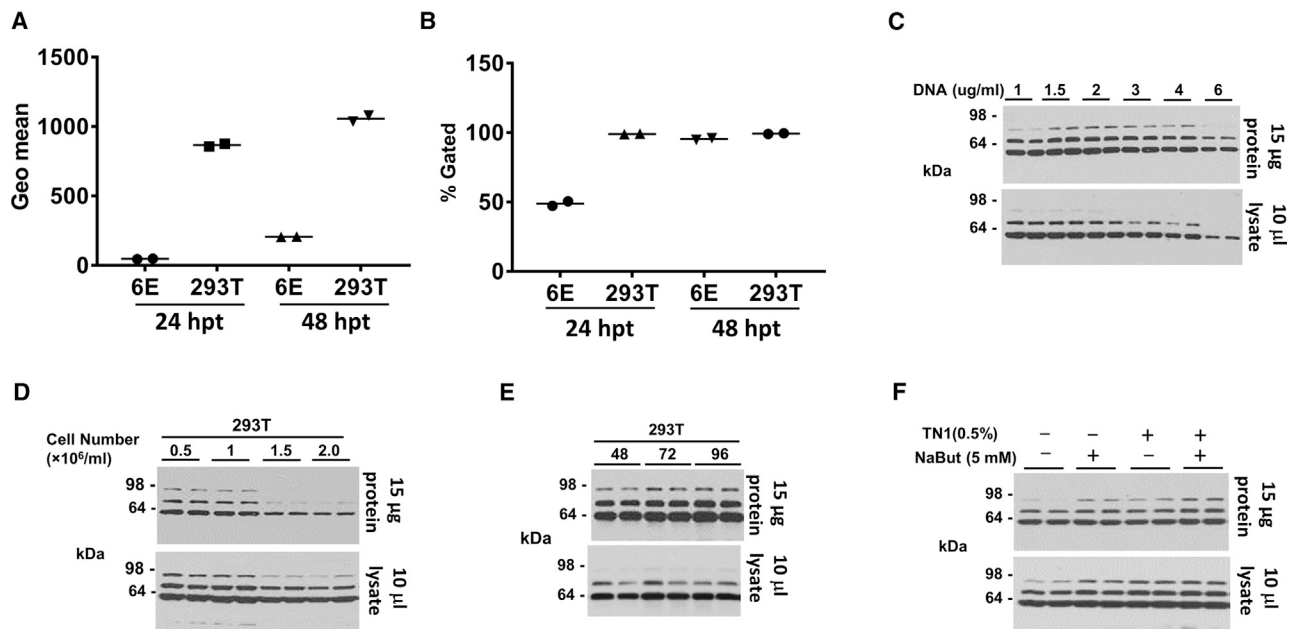 A
Geo mean
1500
1000
500
0
6E 293T 6E 293T
24 hpt 48 hpt
B
% Gated
150
100
50
0
6E 293T 6E 293T
24 hpt 48 hpt
C
DNA (ug/ml) 1 1.5 2 3 4 6
98 -
64 -
15 µg
protein
kDa
98 -
64 -
10 µl
lysate
D
293T
Cell Number
(×10⁶/ml)
0.5 1 1.5 2.0
98 -
64 -
15 µg
protein
kDa
98 -
64 -
10 µl
lysate
E
293T
48 72 96
98 -
64 -
15 µg
protein
kDa
98 -
64 -
10 µl
lysate
F
TN1(0.5%) – – + +
NaBut (5 mM) – + – +
98 -
64 -
15 µg
protein
kDa
98 -
64 -
10 µl
lysate